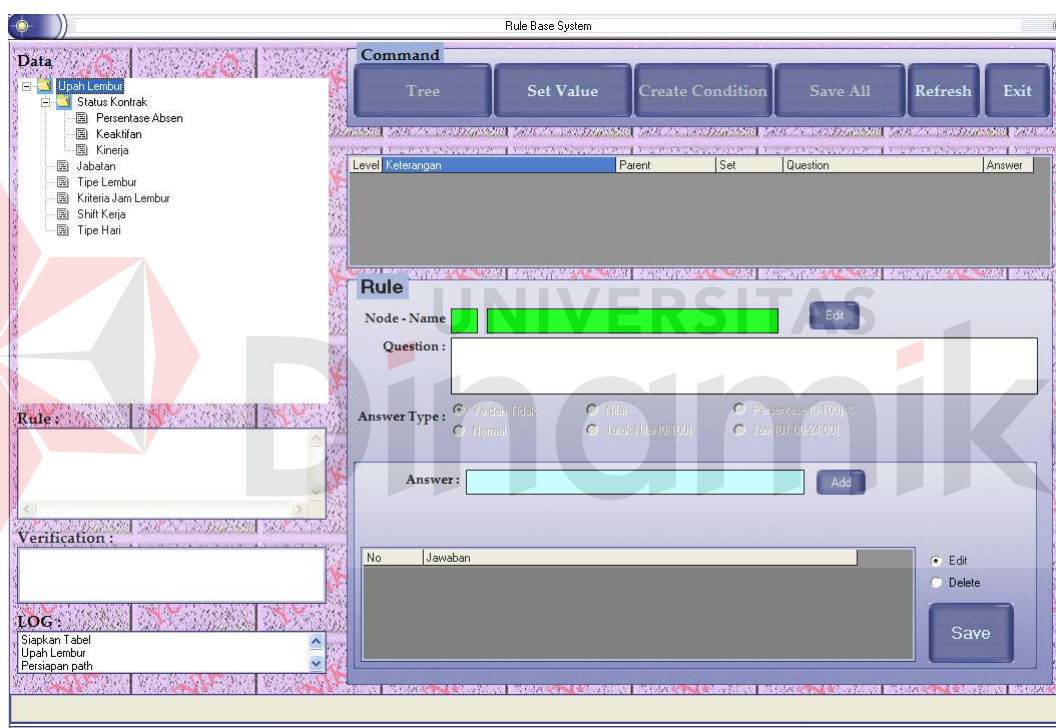 Rule Base System
Data
Upah Lembur
Status Kontrak
Persentase Absen
Keaktifan
Kinerja
Jabatan
Tipe Lembur
Kriteria Jam Lembur
Shift Kerja
Tipe Hari
Rule :
Verification :
LOG :
Siapkan Tabel
Upah Lembur
Persiapan path
Command
Tree Set Value Create Condition Save All Refresh Exit
Level Keterangan Parent Set Question Answer
Rule
Node - Name Edit
Question :
Answer Type : Ya dan Tidak Nilai Persentase (0-100)%
Normal Jarak Nilai (0-100) Jam (01:00-24:00)
Answer : Add
No Jawaban
Edit
Delete
Save
UNIVERSITAS
Dinamika